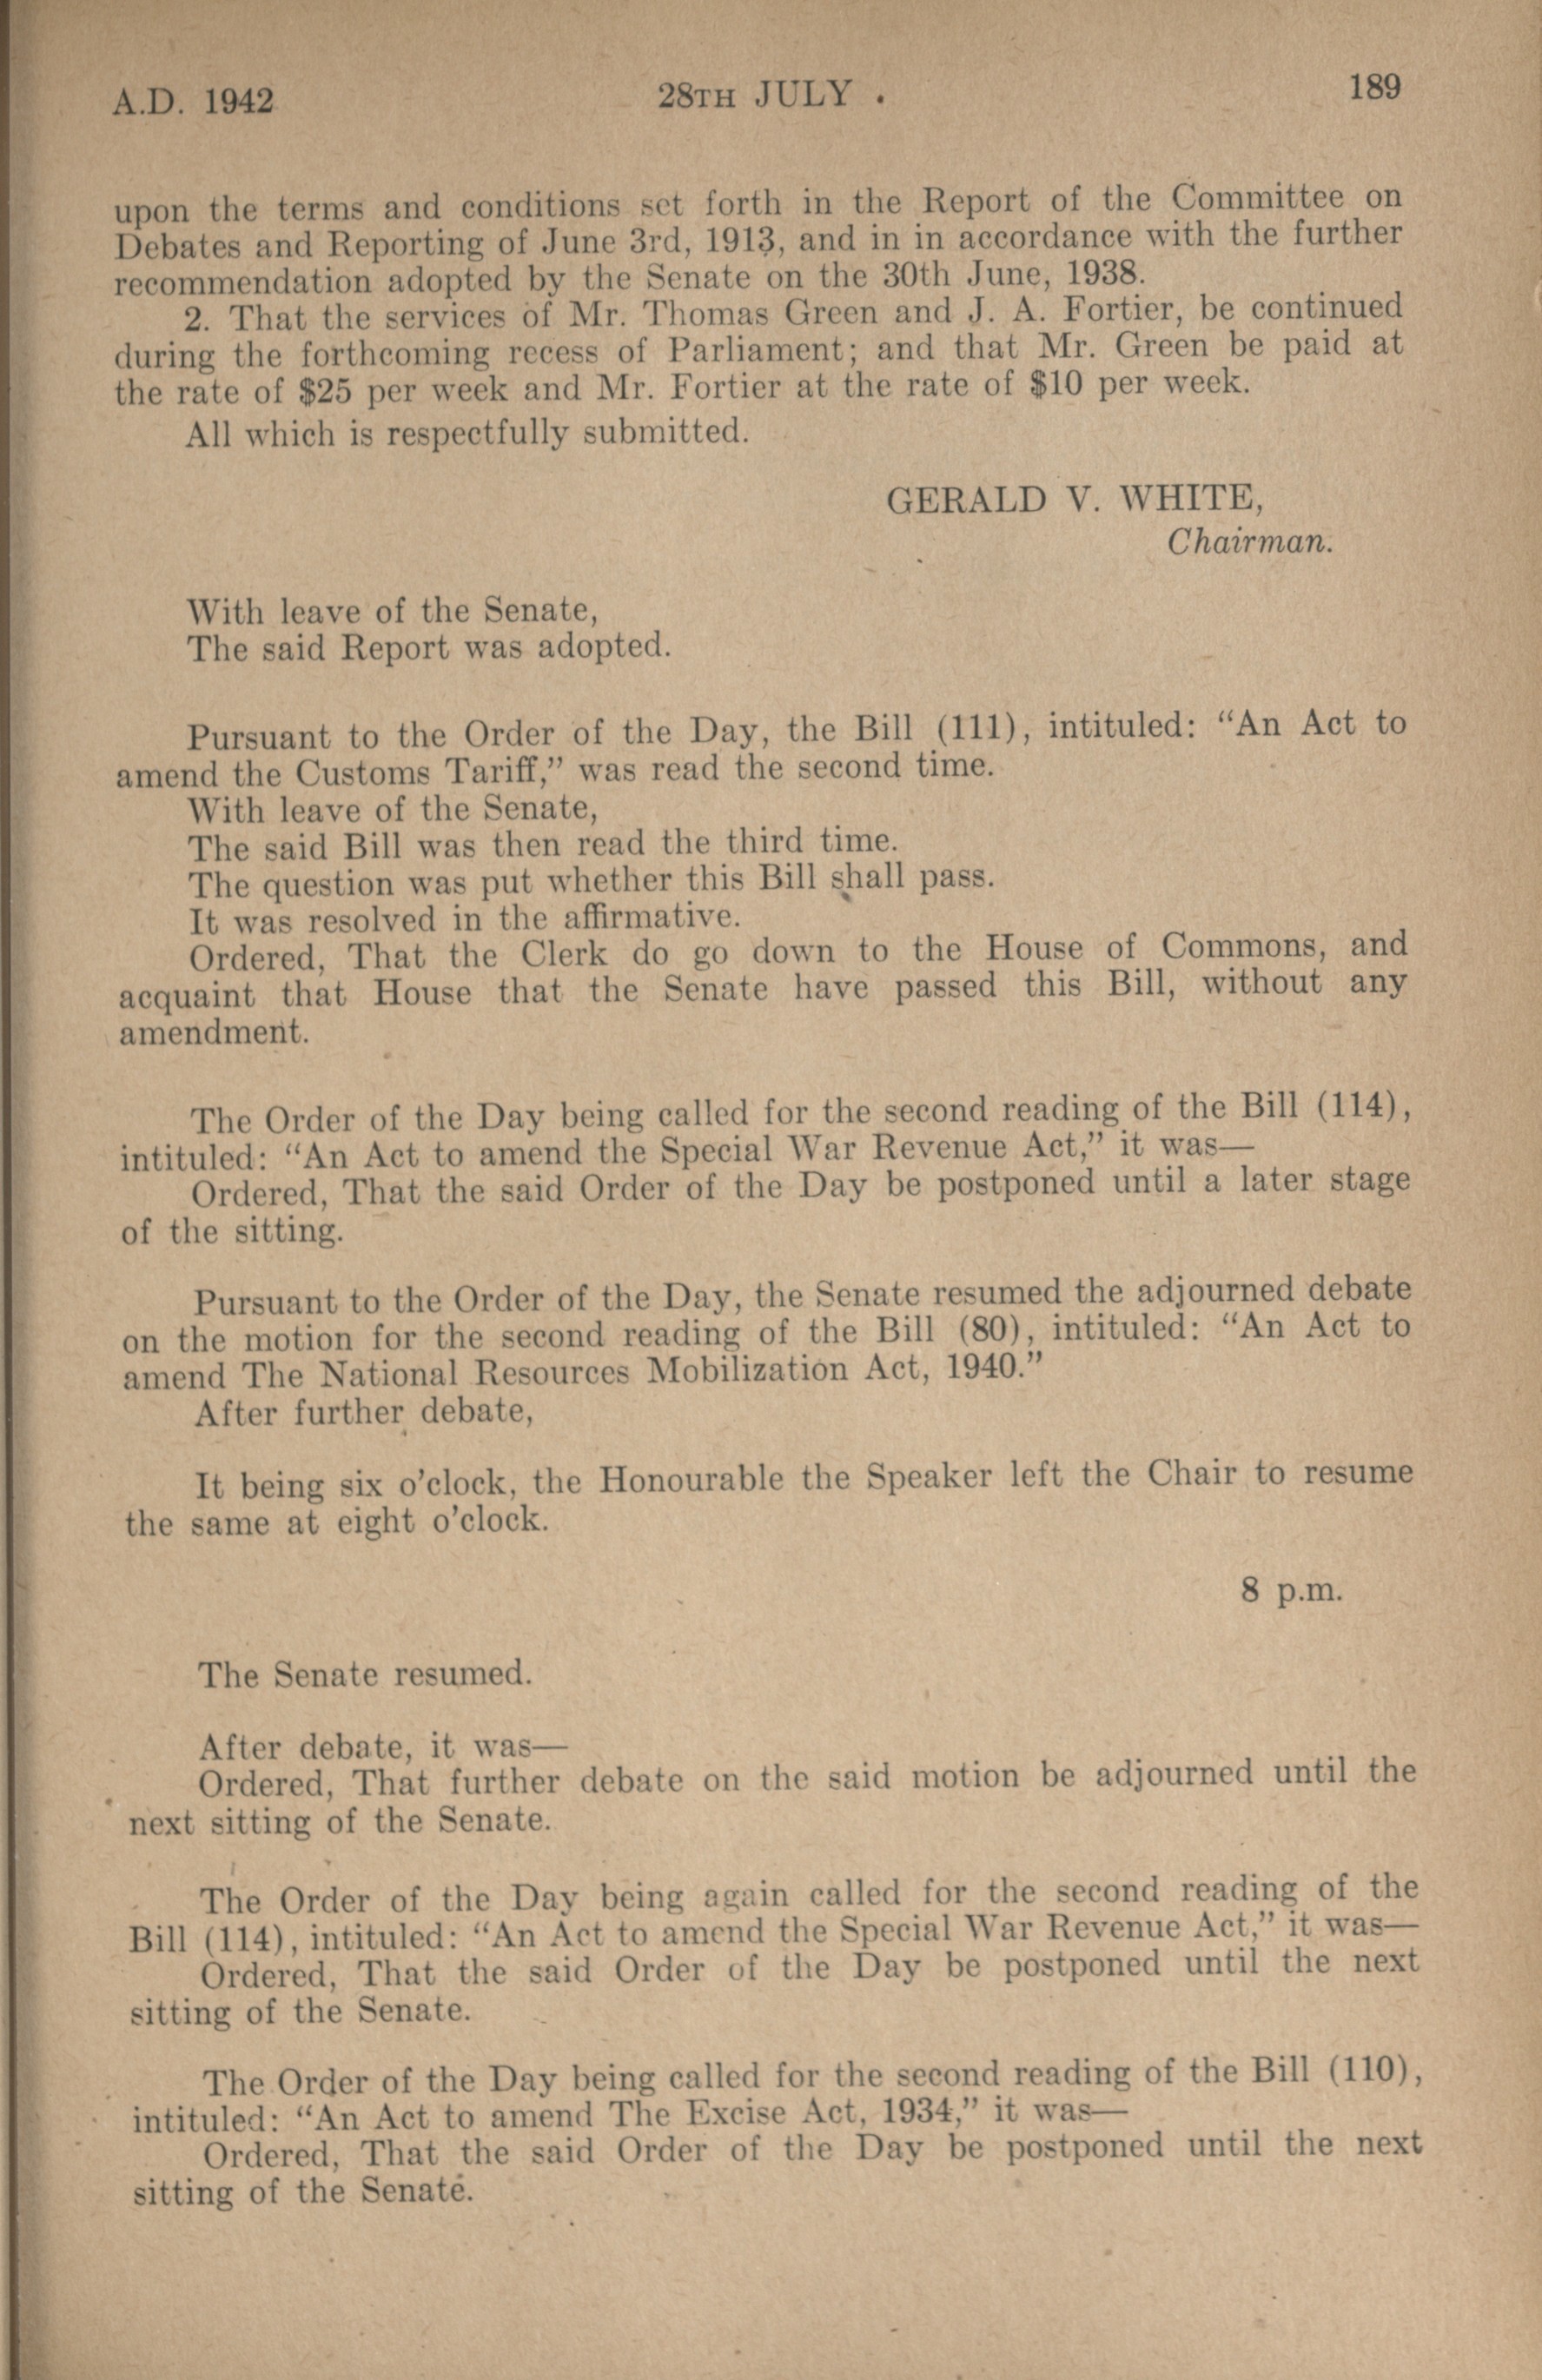 A.D. 1942 28TH JULY . 189
upon the terms and conditions set forth in the Report of the Committee on
Debates and Reporting of June 3rd, 1913, and in in accordance with the further
recommendation adopted by the Senate on the 30th June, 1938.
2. That the services of Mr. Thomas Green and J. A. Fortier, be continued
during the forthcoming recess of Parliament; and that Mr. Green be paid at
the rate of $25 per week and Mr. Fortier at the rate of $10 per week.
All which is respectfully submitted.
GERALD V. WHITE,
Chairman.
With leave of the Senate,
The said Report was adopted.
Pursuant to the Order of the Day, the Bill (111), intituled: “An Act to
amend the Customs Tariff,” was read the second time.
With leave of the Senate,
The said Bill was then read the third time.
The question was put whether this Bill shall pass.
It was resolved in the affirmative.
Ordered, That the Clerk do go down to the House of Commons, and
acquaint that House that the Senate have passed this Bill, without any
amendment.
The Order of the Day being called for the second reading of the Bill (114),
intituled: “An Act to amend the Special War Revenue Act,” it was—
Ordered, That the said Order of the Day be postponed until a later stage
of the sitting.
Pursuant to the Order of the Day, the Senate resumed the adjourned debate
on the motion for the second reading of the Bill (80), intituled: “An Act to
amend The National Resources Mobilization Act, 1940.”
After further debate,
It being six o’clock, the Honourable the Speaker left the Chair to resume
the same at eight o’clock.
8 p.m.
The Senate resumed.
After debate, it was—
Ordered, That further debate on the said motion be adjourned until the
next sitting of the Senate.
The Order of the Day being again called for the second reading of the
Bill (114), intituled: “An Act to amend the Special War Revenue Act,” it was—
Ordered, That the said Order of the Day be postponed until the next
sitting of the Senate.
The Order of the Day being called for the second reading of the Bill (110),
intituled: “An Act to amend The Excise Act, 1934,” it was—
Ordered, That the said Order of the Day be postponed until the next
sitting of the Senate.